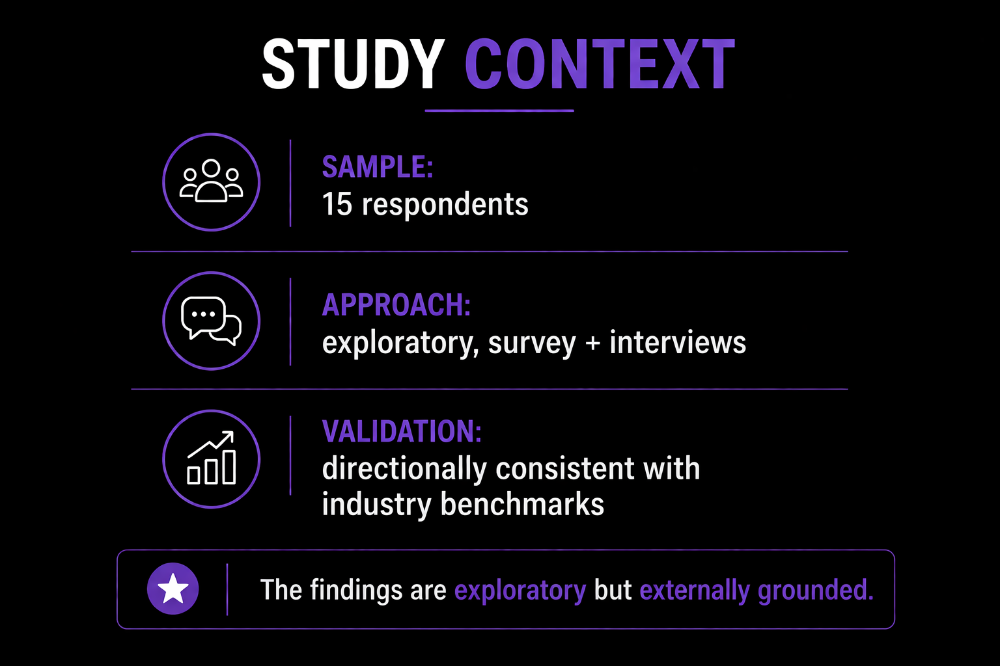 STUDY CONTEXT
SAMPLE:
15 respondents
APPROACH:
exploratory, survey + interviews
VALIDATION:
directionally consistent with
industry benchmarks
The findings are exploratory but externally grounded.